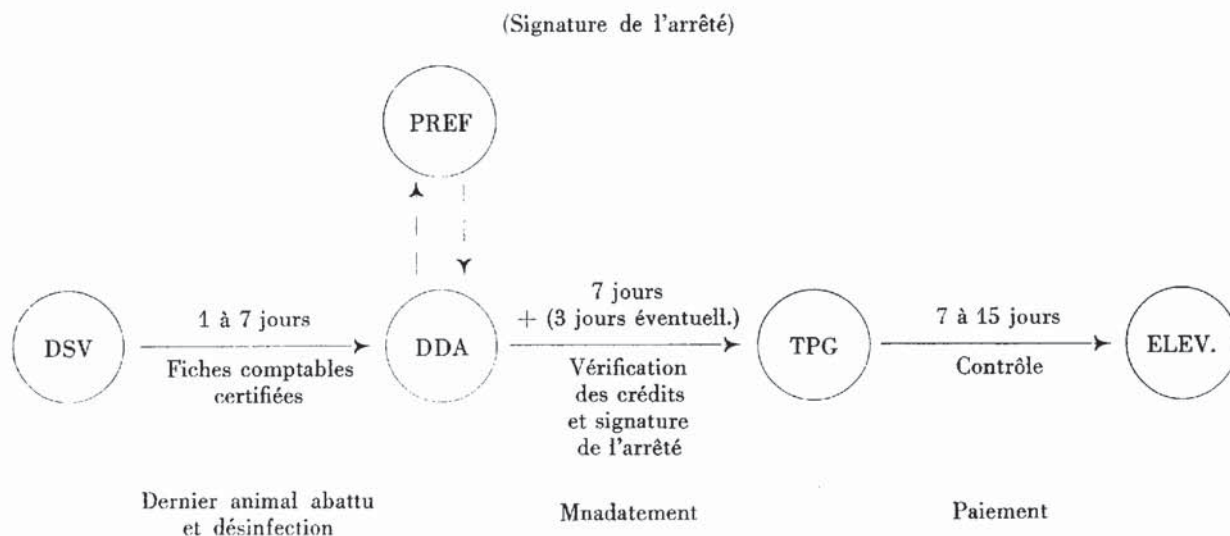 (Signature de l'arrêté)
PREF
DSV
1 à 7 jours
Fiches comptables
certifiées
DDA
7 jours
+ (3 jours éventuell.)
Vérification
des crédits
et signature
de l'arrêté
TPG
7 à 15 jours
Contrôle
ELEV.
Dernier animal abattu
et désinfection
Mnadatement
Paiement